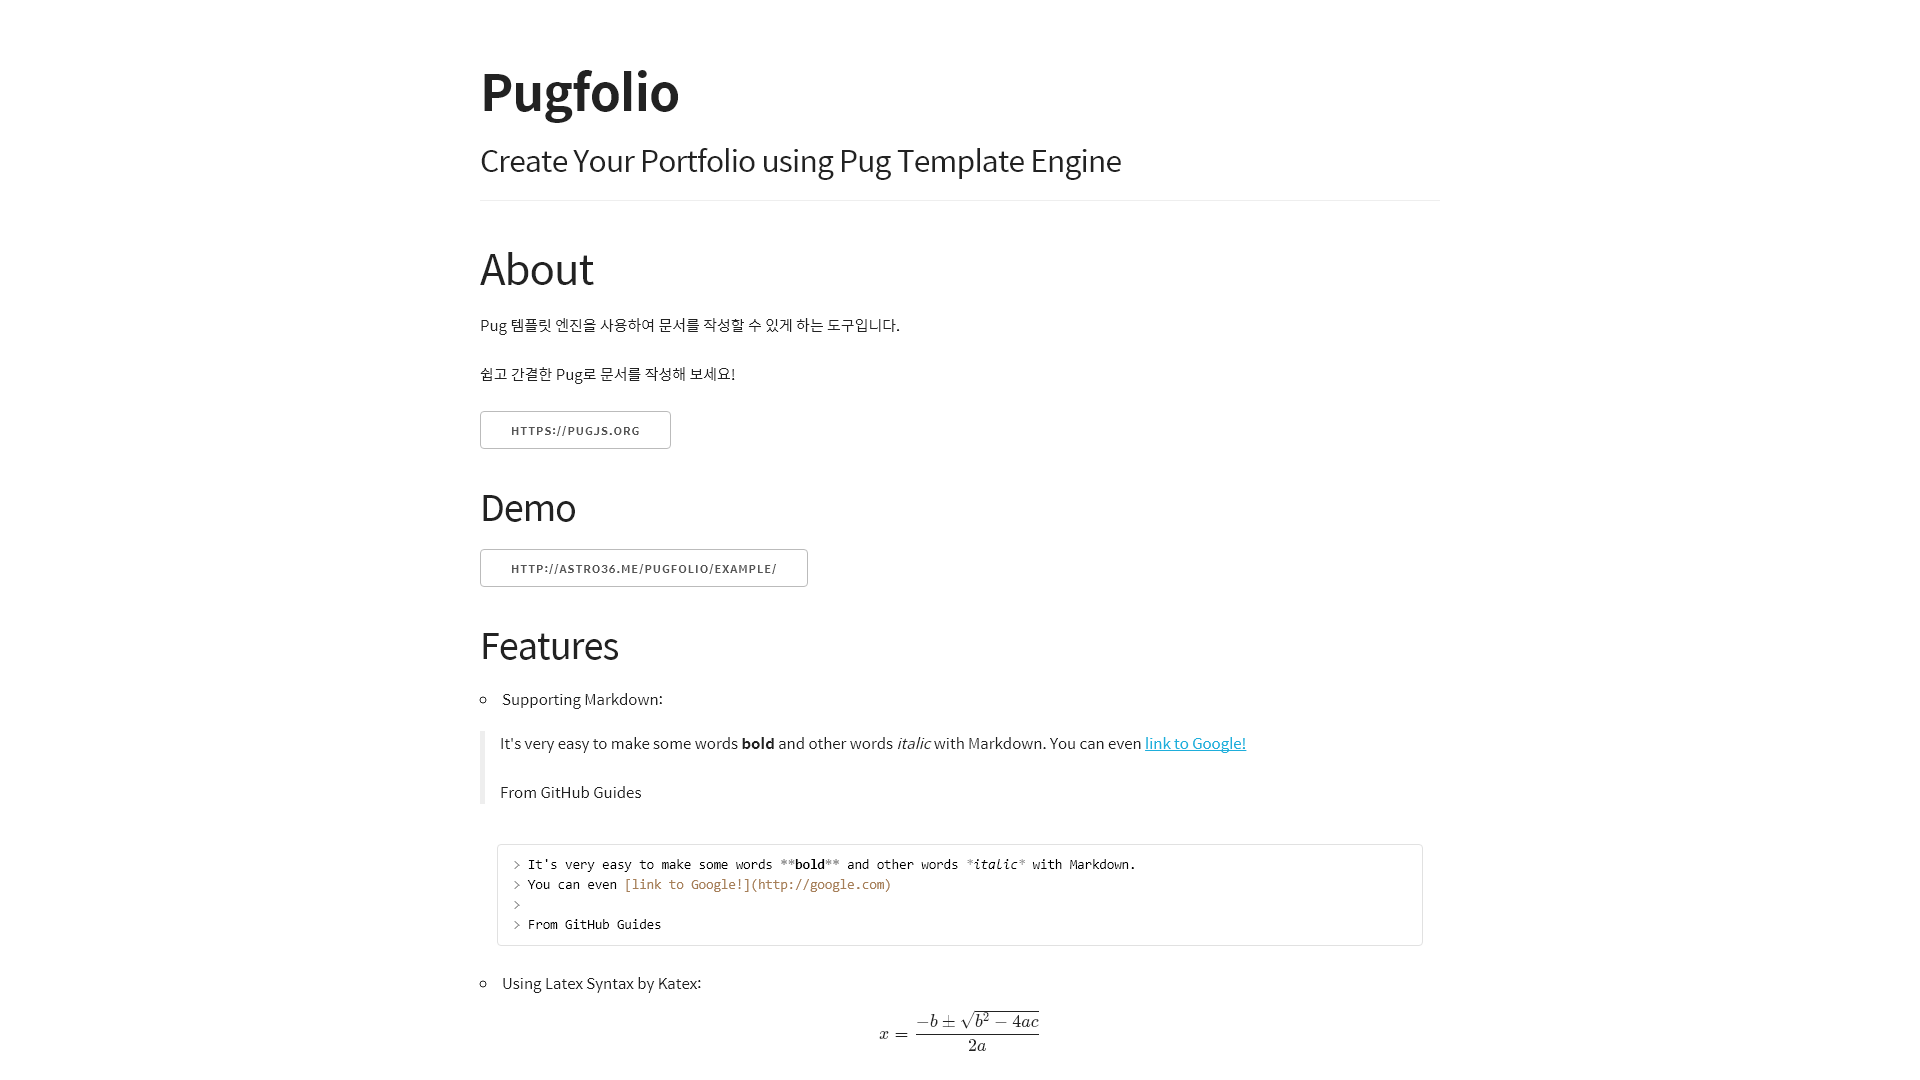 Pugfolio
Create Your Portfolio using Pug Template Engine
About
Pug 템플릿 엔진을 사용하여 문서를 작성할 수 있게 하는 도구입니다.
쉽고 간결한 Pug로 문서를 작성해 보세요!
HTTPS://PUGJS.ORG
Demo
HTTP://ASTRO36.ME/PUGFOLIO/EXAMPLE/
Features
Supporting Markdown:
It's very easy to make some words bold and other words italic with Markdown. You can even link to Google!
From GitHub Guides
> It's very easy to make some words **bold** and other words *italic* with Markdown.
> You can even [link to Google!](http://google.com)
>
> From GitHub Guides
Using Latex Syntax by Katex:
x = \frac{-b \pm \sqrt{b^2 - 4ac}}{2a}